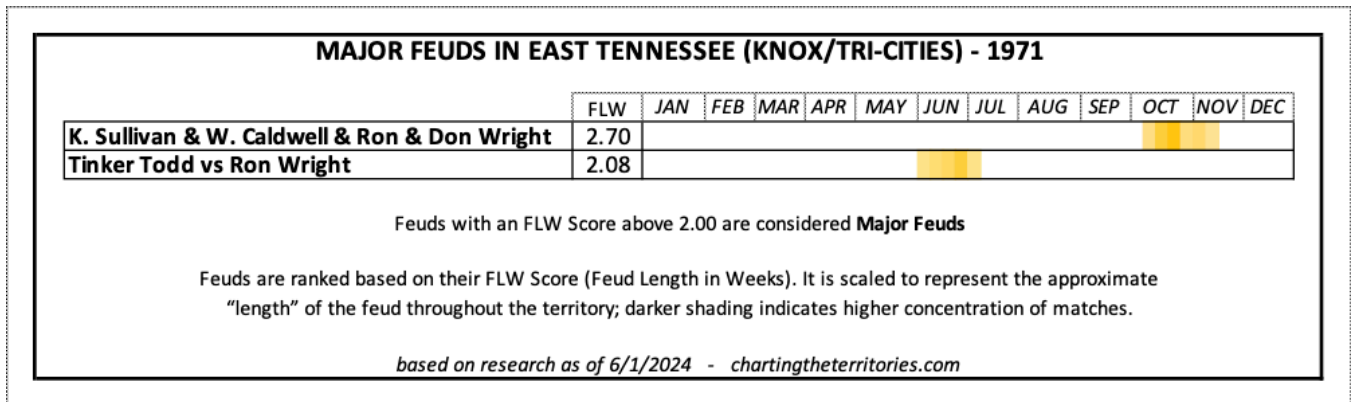 MAJOR FEUDS IN EAST TENNESSEE (KNOX/TRI-CITIES) - 1971
FLW JAN FEB MAR APR MAY JUN JUL AUG SEP OCT NOV DEC
K. Sullivan & W. Caldwell & Ron & Don Wright 2.70
Tinker Todd vs Ron Wright 2.08
Feuds with an FLW Score above 2.00 are considered Major Feuds
Feuds are ranked based on their FLW Score (Feud Length in Weeks). It is scaled to represent the approximate
“length” of the feud throughout the territory; darker shading indicates higher concentration of matches.
based on research as of 6/1/2024 - chartingtheterritories.com